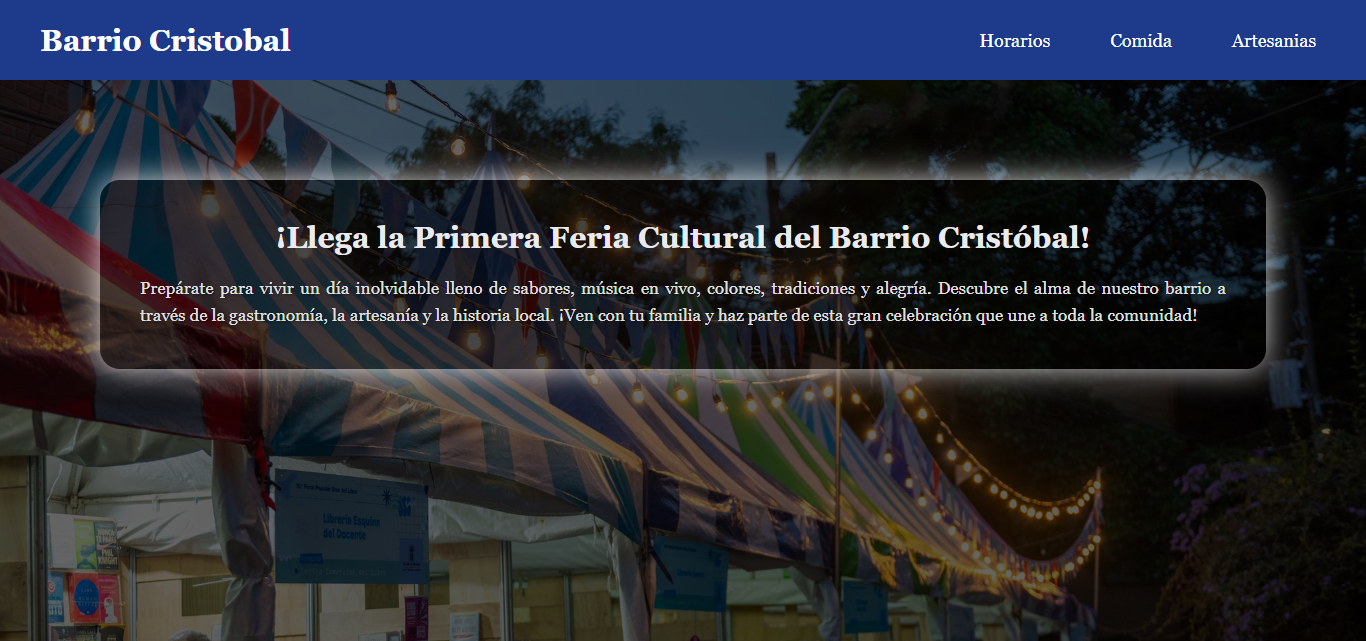 Barrio Cristobal
Horarios
Comida
Artesanias
¡Llega la Primera Feria Cultural del Barrio Cristóbal!
Prepárate para vivir un día inolvidable lleno de sabores, música en vivo, colores, tradiciones y alegría. Descubre el alma de nuestro barrio a
través de la gastronomía, la artesanía y la historia local. ¡Ven con tu familia y haz parte de esta gran celebración que une a toda la comunidad!
Librería Esquina
del Docente